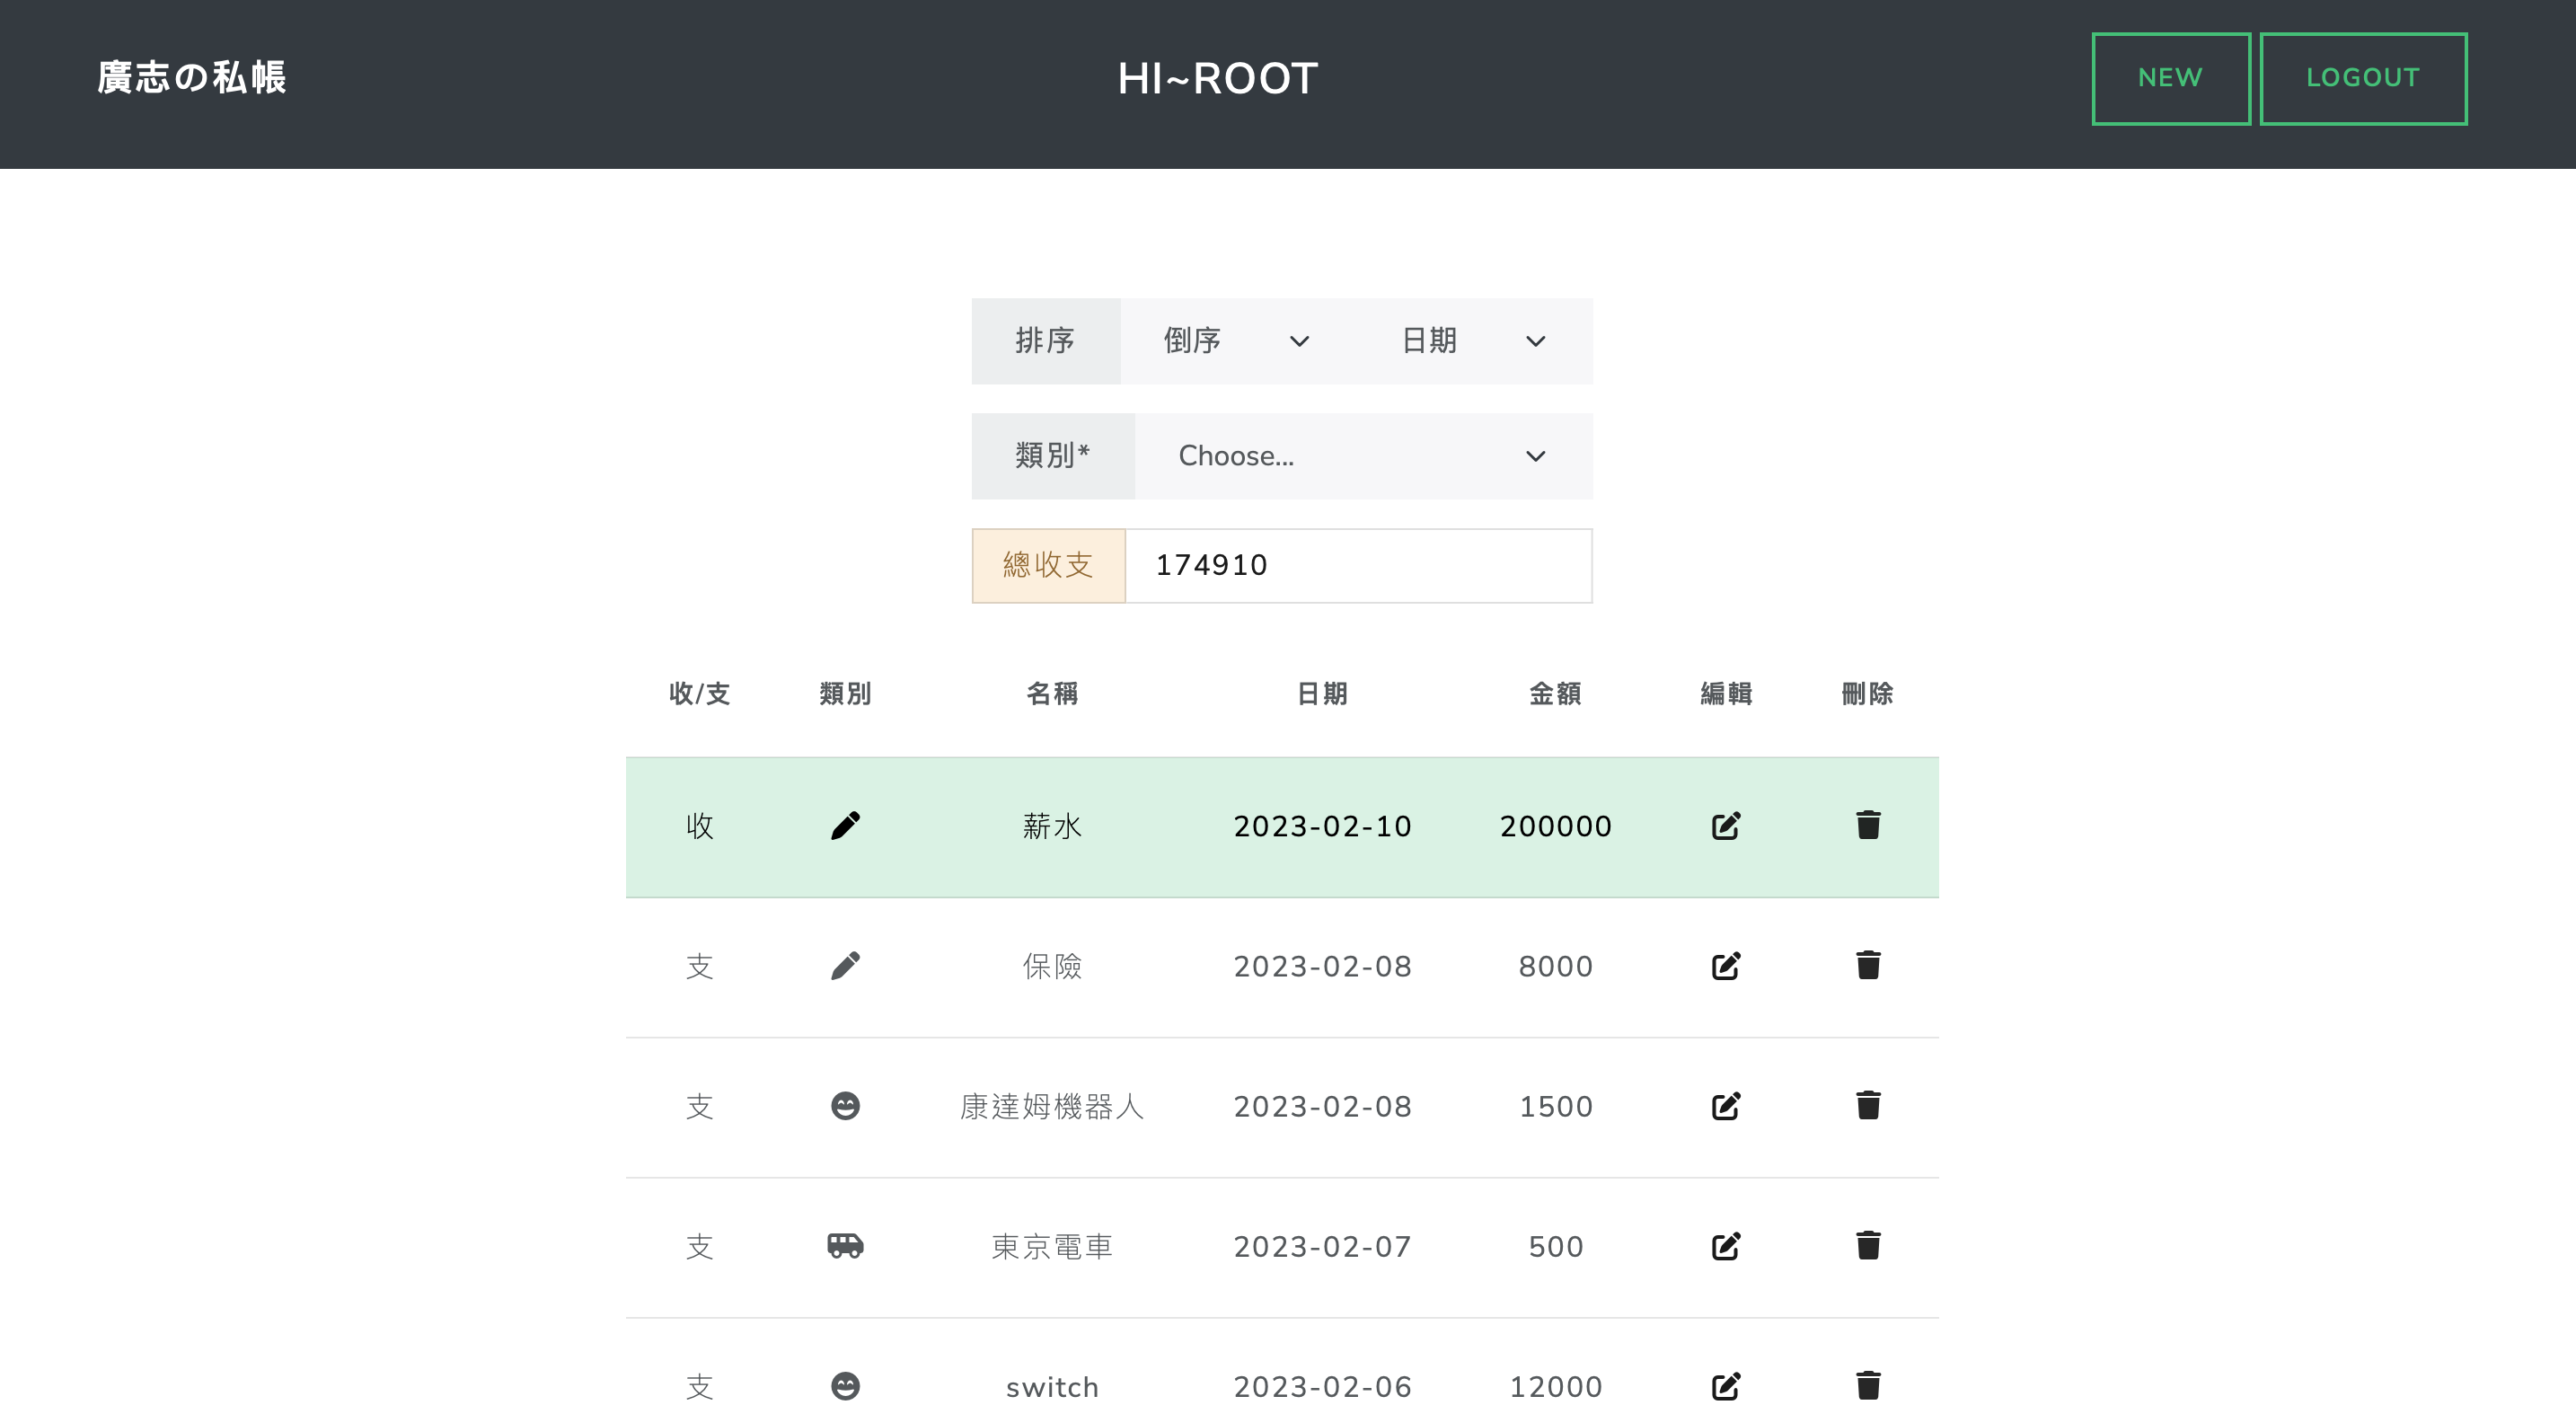 廣志の私帳 HI~ROOT NEW LOGOUT
排序 倒序 日期
類別* Choose...
總收支 174910
收/支 類別 名稱 日期 金額 編輯 刪除
收 薪水 2023-02-10 200000
支 保險 2023-02-08 8000
支 康達姆機器人 2023-02-08 1500
支 東京電車 2023-02-07 500
支 switch 2023-02-06 12000